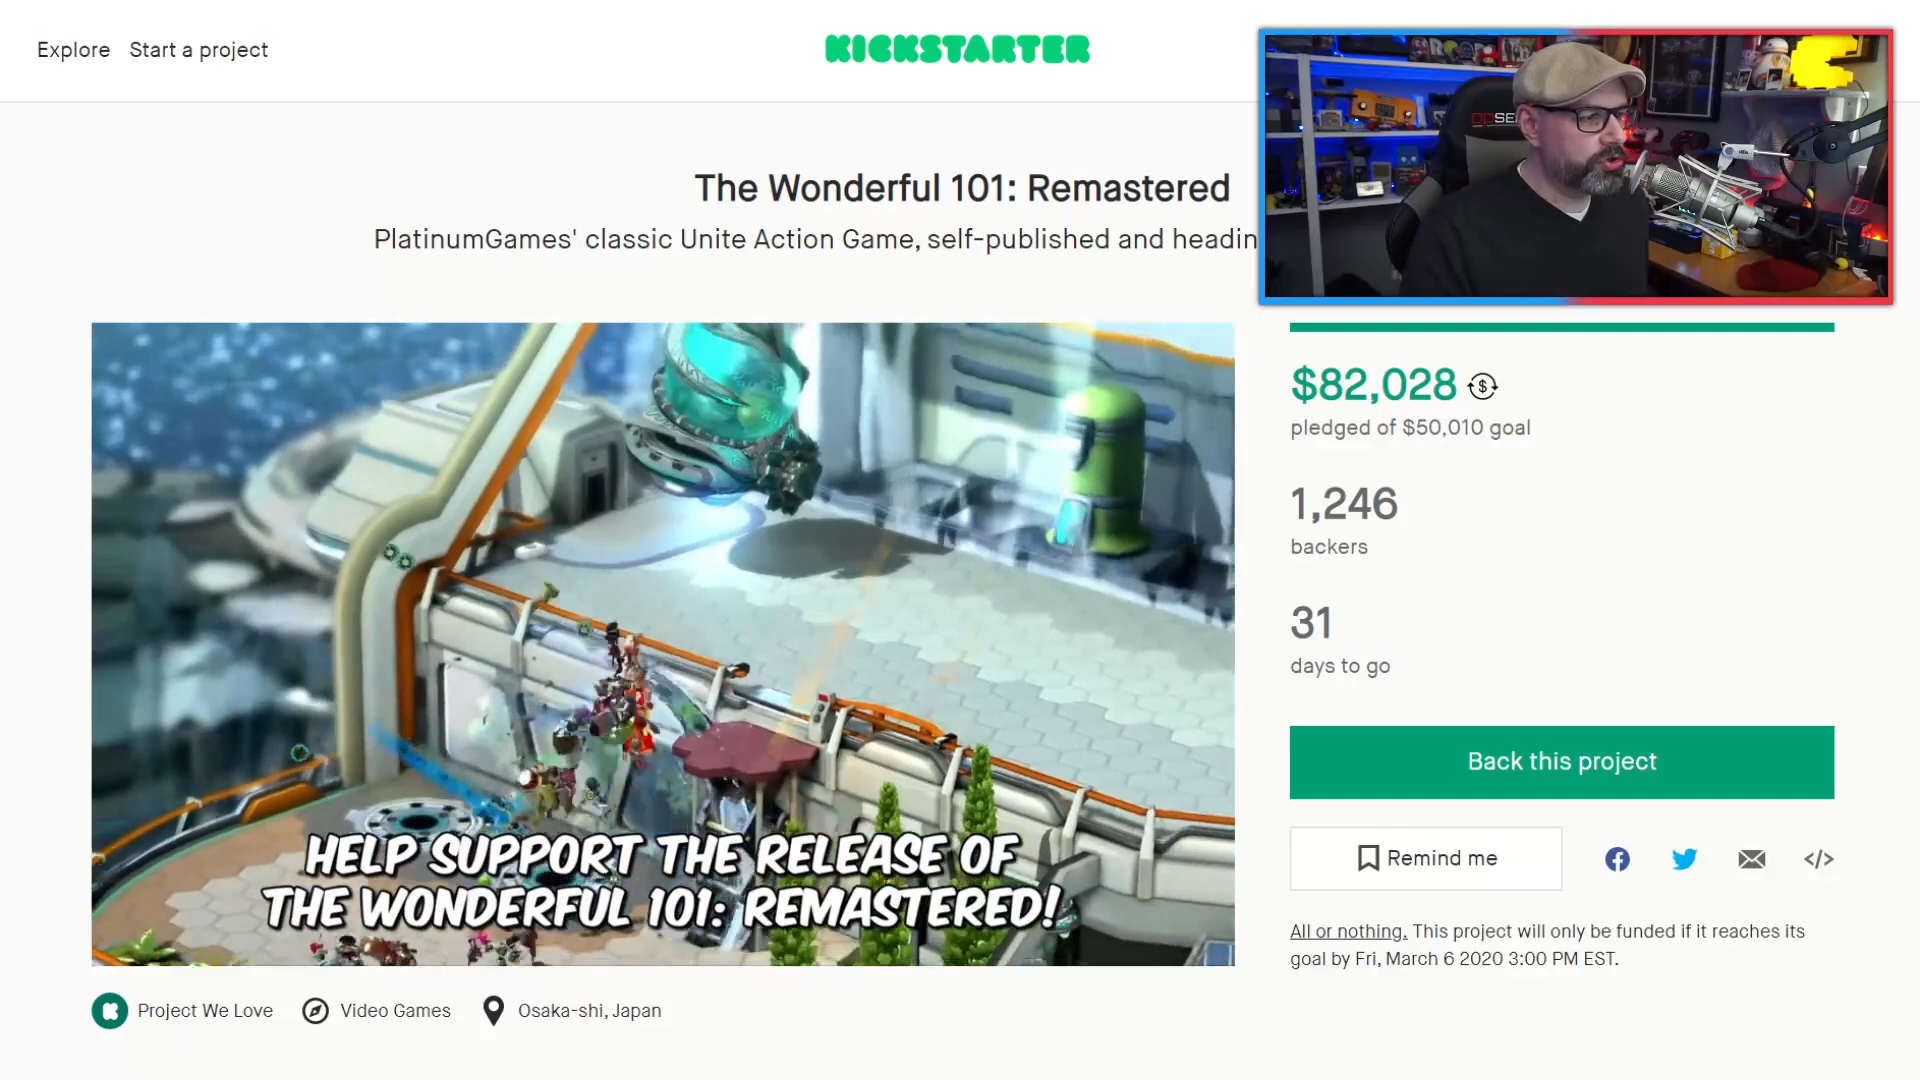 Explore Start a project
KICKSTARTER
The Wonderful 101: Remastered
PlatinumGames' classic Unite Action Game, self-published and headin
$82,028
pledged of $50,010 goal
1,246
backers
31
days to go
Back this project
Remind me
All or nothing. This project will only be funded if it reaches its
goal by Fri, March 6 2020 3:00 PM EST.
HELP SUPPORT THE RELEASE OF
THE WONDERFUL 101: REMASTERED!
Project We Love Video Games Osaka-shi, Japan